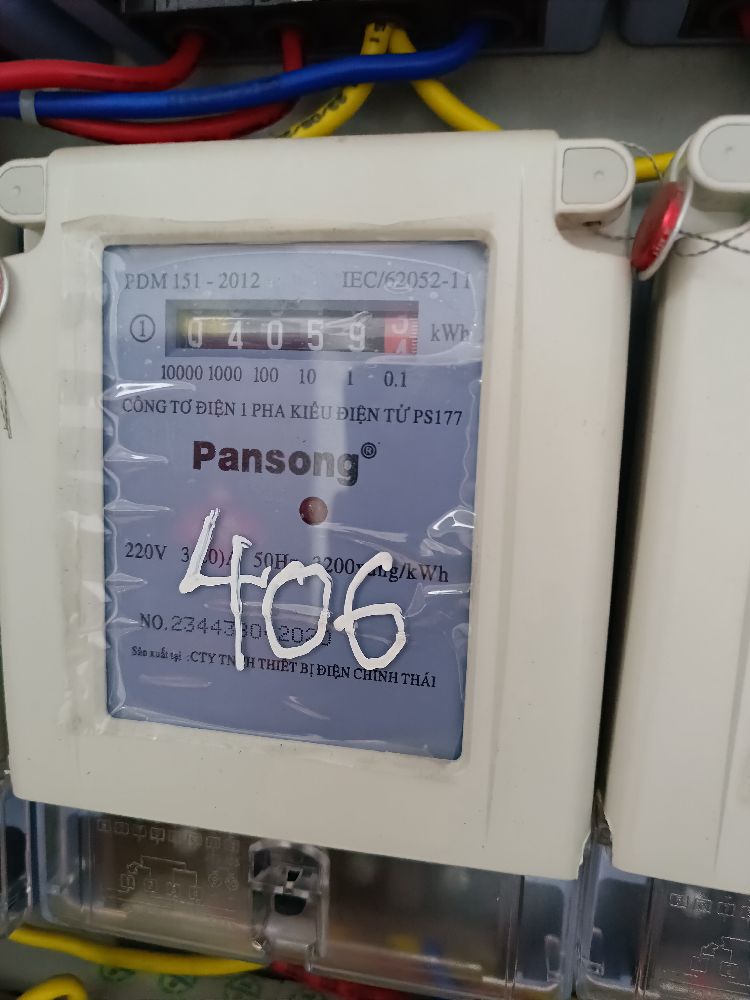 PDM 151 - 2012 IEC/62052-11
1 0 4 0 5 9 kWh
10000 1000 100 10 1 0.1
CÔNG TƠ ĐIỆN 1 PHA KIỂU ĐIỆN TỬ PS177
Pansong®
220V 50Hz
406
NO.
Sản xuất tại : CTY TNHH THIẾT BỊ ĐIỆN CHÍNH THÁI